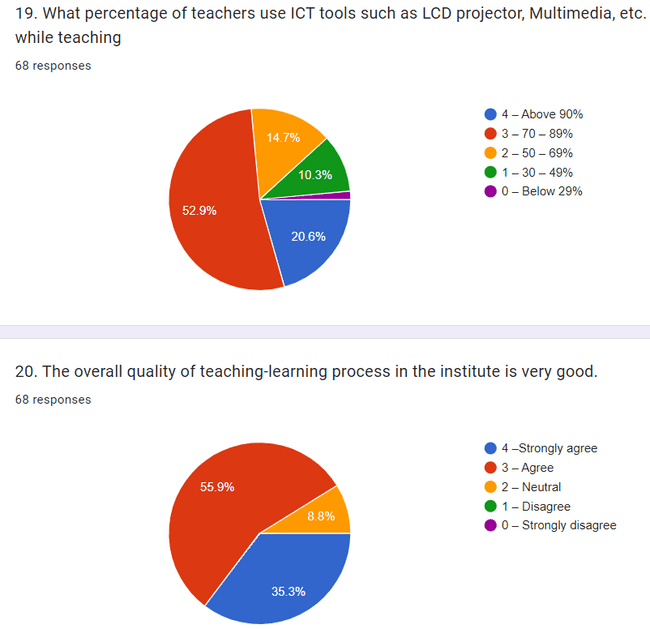 19. What percentage of teachers use ICT tools such as LCD projector, Multimedia, etc.
while teaching
68 responses
4 – Above 90%
3 – 70 – 89%
2 – 50 – 69%
1 – 30 – 49%
0 – Below 29%
14.7%
10.3%
52.9%
20.6%
20. The overall quality of teaching-learning process in the institute is very good.
68 responses
4 –Strongly agree
3 – Agree
2 – Neutral
1 – Disagree
0 – Strongly disagree
55.9%
8.8%
35.3%